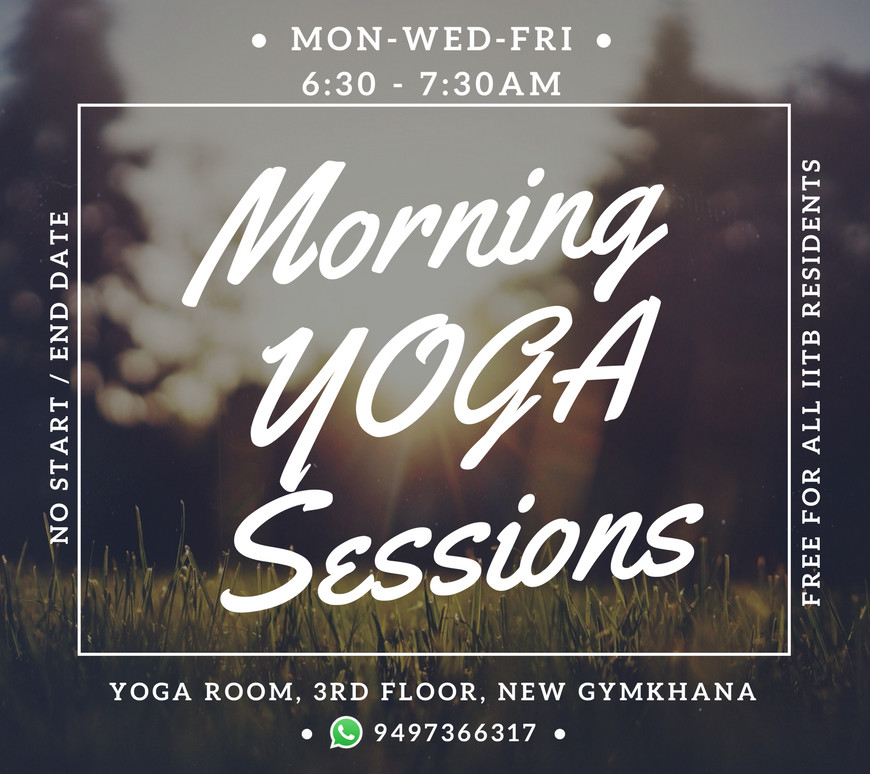 • MON-WED-FRI •
6:30 - 7:30AM
NO START / END DATE
Morning
YOGA
Sessions
FREE FOR ALL IITB RESIDENTS
YOGA ROOM, 3RD FLOOR, NEW GYMKHANA
• 9497366317 •